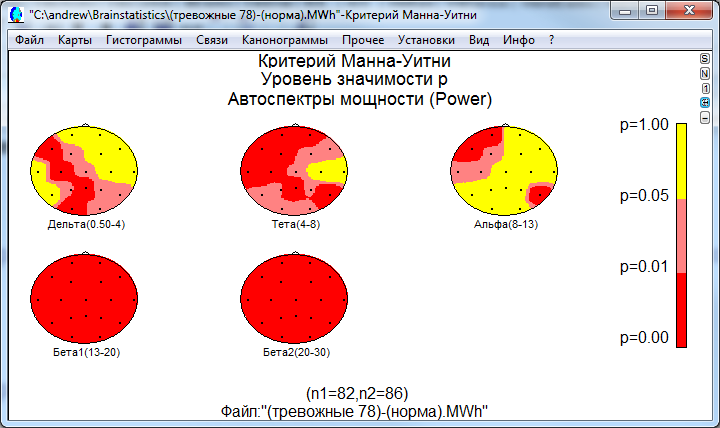 "C:\andrew\Brainstatistics\(тревожные 78)-(норма).MWh"-Критерий Манна-Уитни
Файл Карты Гистограммы Связи Канонограммы Прочее Установки Вид Инфо ?
Критерий Манна-Уитни
Уровень значимости p
Автоспектры мощности (Power)
S
N
1
p=1.00
p=0.05
p=0.01
p=0.00
Дельта(0.50-4) Тета(4-8) Альфа(8-13)
Бета1(13-20) Бета2(20-30)
(n1=82,n2=86)
Файл:"(тревожные 78)-(норма).MWh"